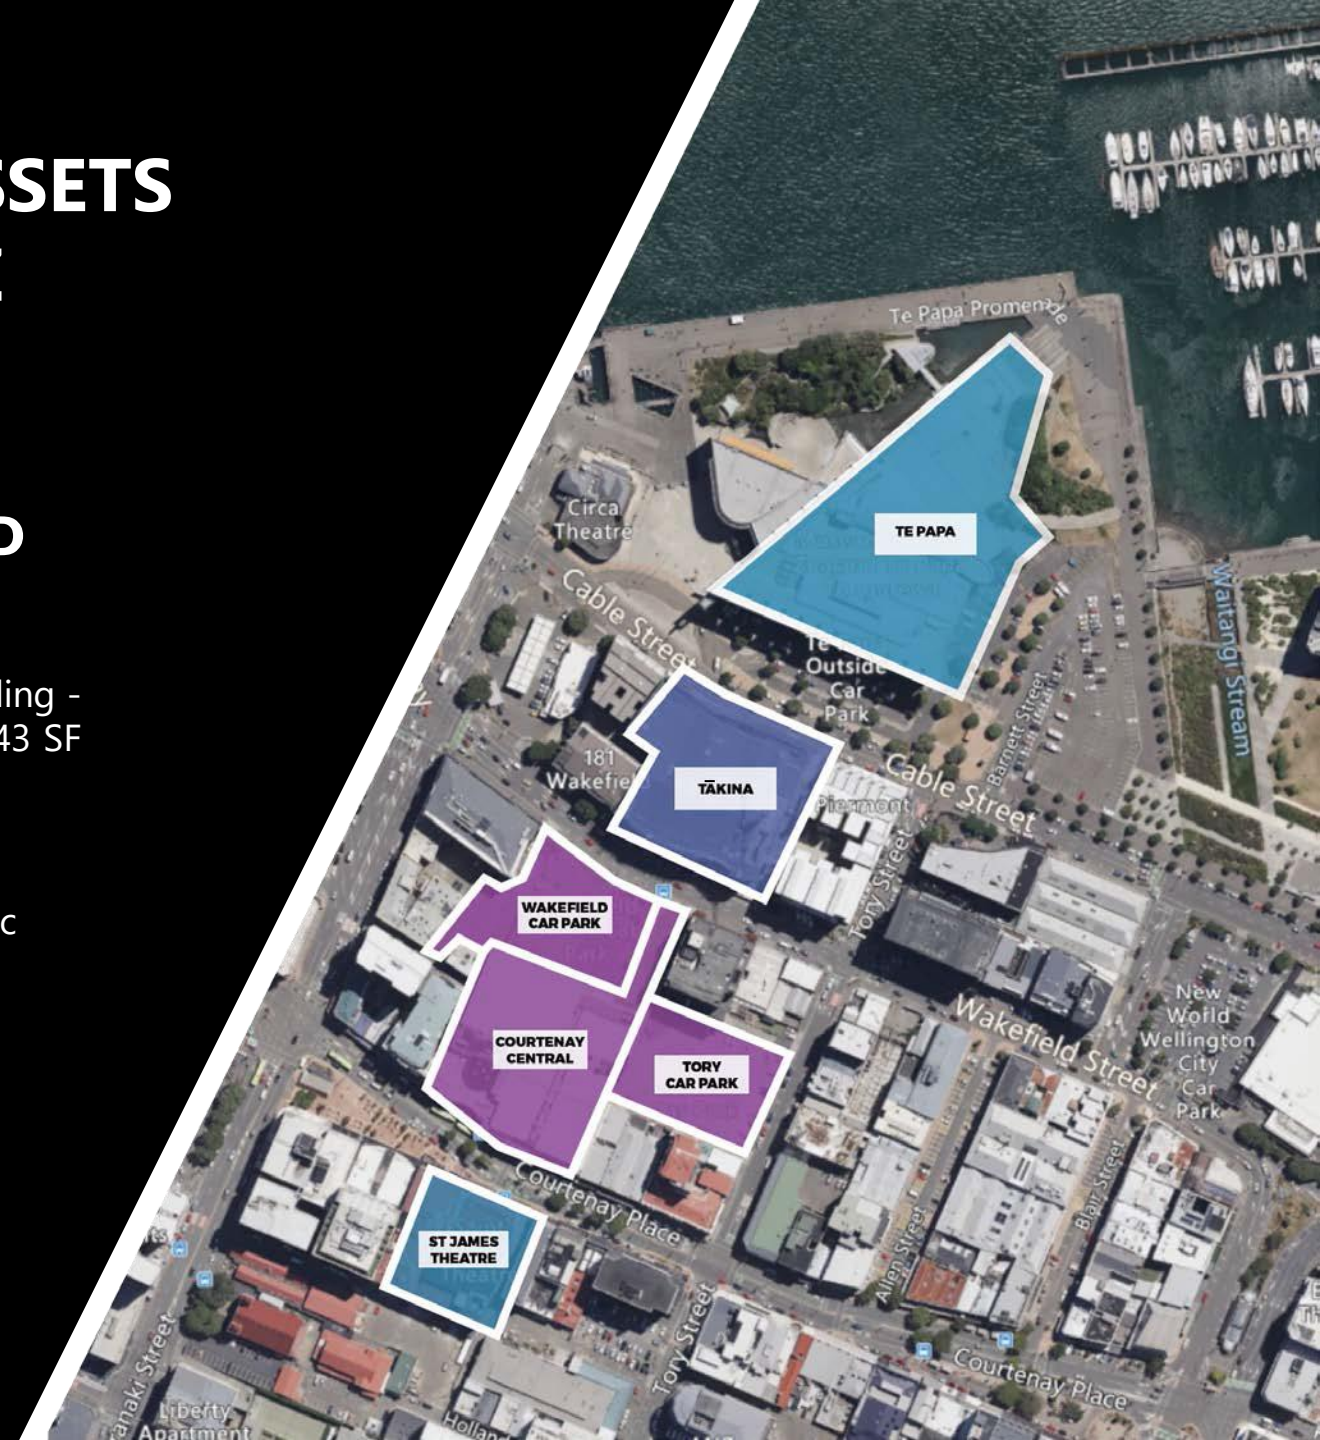 SSETS
D
ling -
43 SF
c
Te Papa Promenade
TE PAPA
Circa
Theatre
Cable Street
Outside
Car
Park
Waitangi Stream
Barnett Street
181
TĀKINA
Cable Street
Piermont
Tory Street
WAKEFIELD
CAR PARK
Wakefield Street
New
World
Wellington
City
Car
Park
COURTENAY
CENTRAL
TORY
CAR PARK
Blair Street
Courtenay Place
ST JAMES
THEATRE
Allen Street
Tory Street
Courtenay Place
anaki Street
Liberty
Apartment
Holland